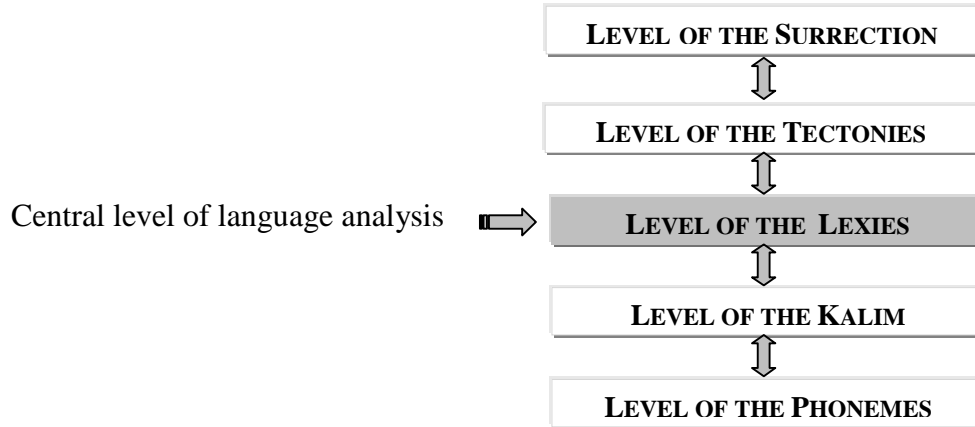 LEVEL OF THE SURRECTION
LEVEL OF THE TECTONIES
Central level of language analysis
LEVEL OF THE LEXIES
LEVEL OF THE KALIM
LEVEL OF THE PHONEMES